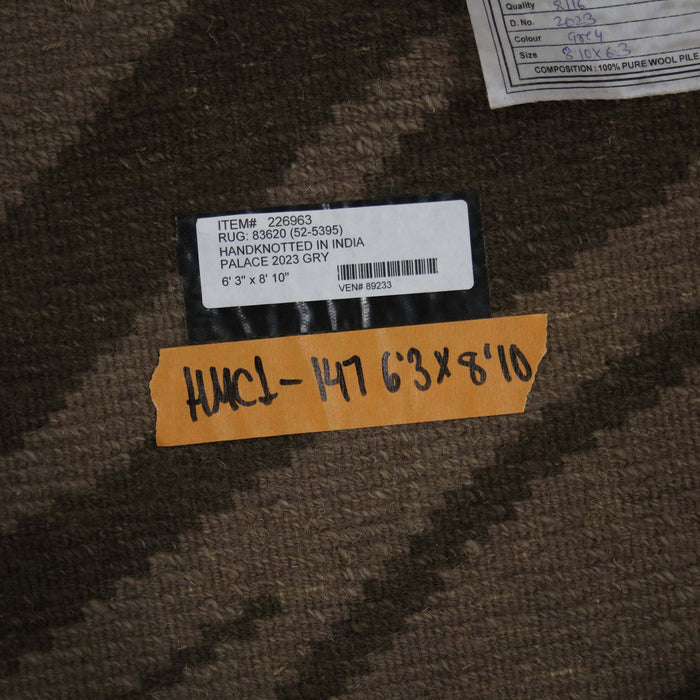 Quality 8/16
D. No. 2023
Colour Grey
Size 8.10X6.3
COMPOSITION : 100% PURE WOOL PILE
ITEM# 226963
RUG: 83620 (52-5395)
HANDKNOTTED IN INDIA
PALACE 2023 GRY
6' 3" x 8' 10"
VEN# 89233
HMC1-147 6'3X8'10